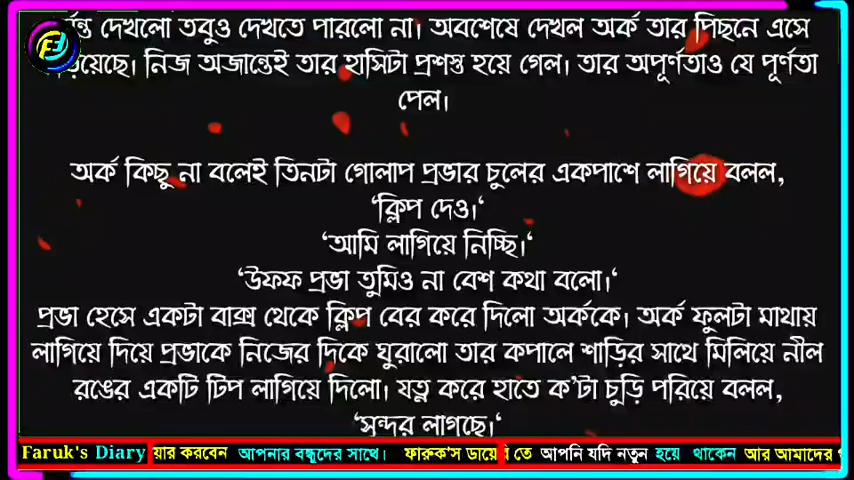 দেখলো তবুও দেখতে পারলো না। অবশেষে দেখল অর্ক তার পিছনে এসে
নিজ অজান্তেই তার হাসিটা প্রশস্ত হয়ে গেল। তার অপূর্ণতাও যে পূর্ণতা
পেল।
অর্ক কিছু না বলেই তিনটা গোলাপ প্রভার চুলের একপাশে লাগিয়ে বলল,
‘ক্লিপ দেও।‘
‘আমি লাগিয়ে নিচ্ছি।‘
‘উফফ প্রভা তুমিও না বেশ কথা বলো।‘
প্রভা হেসে একটা বাক্স থেকে ক্লিপ বের করে দিলো অর্ককে। অর্ক ফুলটা মাথায়
লাগিয়ে দিয়ে প্রভাকে নিজের দিকে ঘুরালো তার কপালে শাড়ির সাথে মিলিয়ে নীল
রঙের একটি টিপ লাগিয়ে দিলো। যত্ন করে হাতে ক’টা চুড়ি পরিয়ে বলল,
‘সুন্দর লাগছে।‘
Faruk's Diary য়ার করবেন আপনার বন্ধুদের সাথে। ফারুক'স ডায়েরি তে আপনি যদি নতুন হয়ে থাকেন আর আমাদের